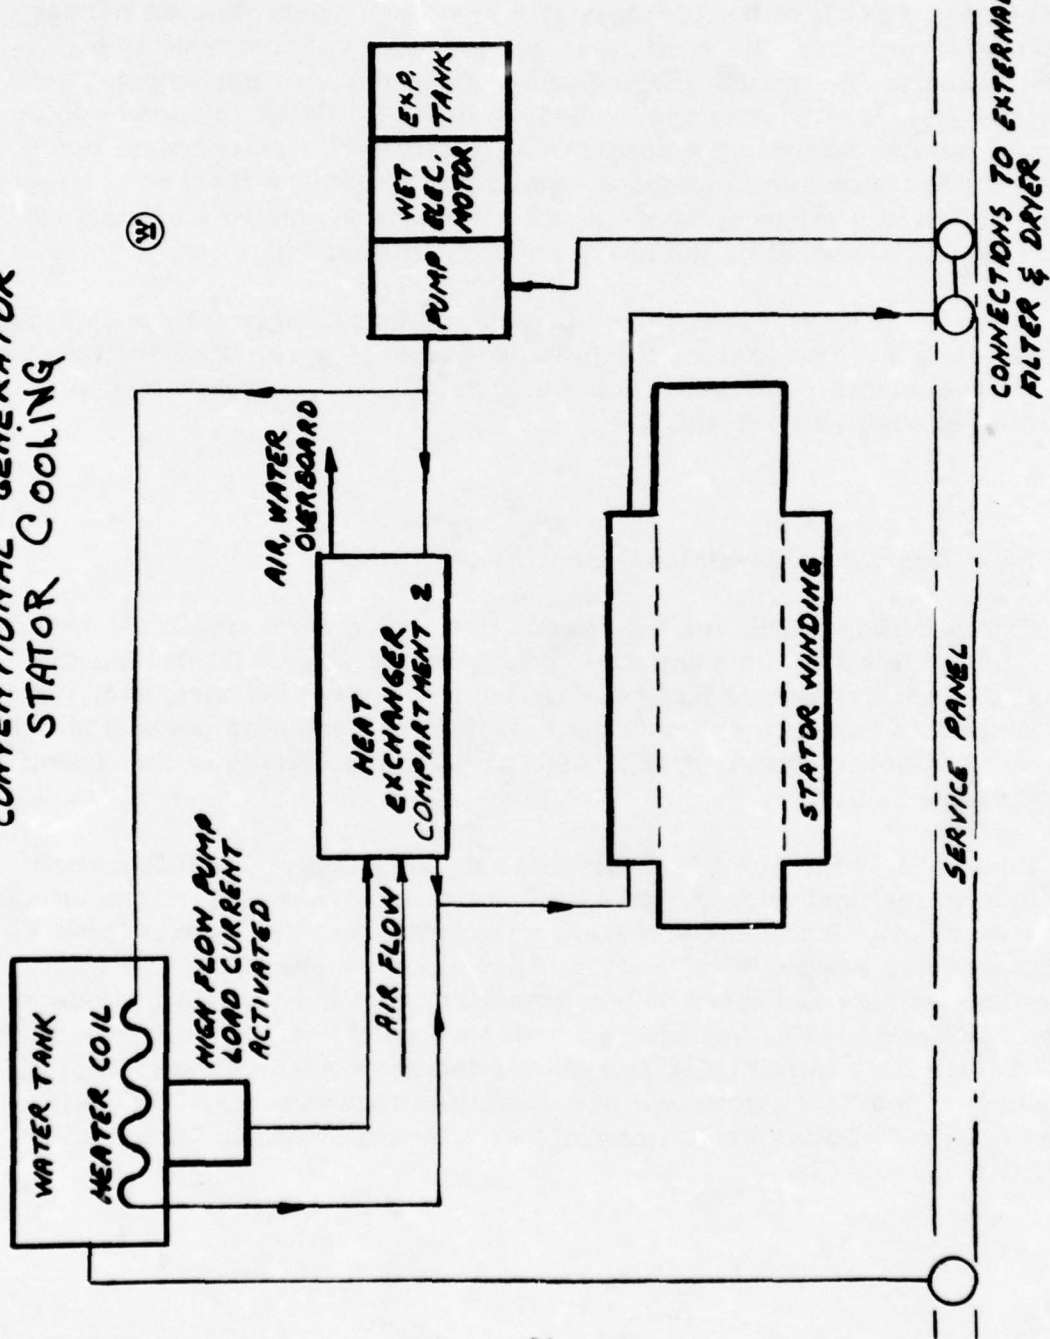 CONVENTIONAL GENERATOR
STATOR COOLING
W
WATER TANK
HEATER COIL
HIGH FLOW PUMP
LOAD CURRENT
ACTIVATED
AIR FLOW
AIR, WATER
OVERBOARD
HEAT
EXCHANGER
COMPARTMENT 2
PUMP
WET
ELEC.
MOTOR
EXP.
TANK
STATOR WINDING
SERVICE PANEL
CONNECTIONS TO EXTERNAL
FILTER & DRYER